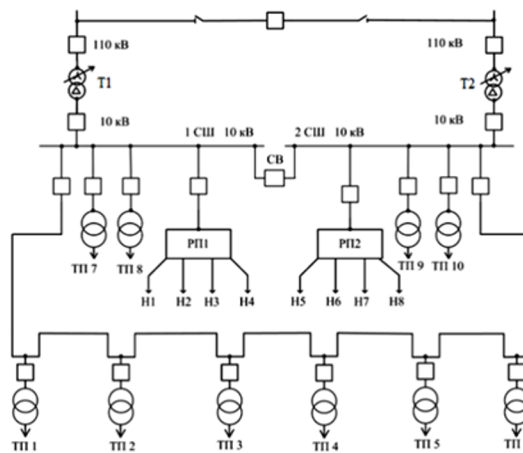 110 кВ
110 кВ
Т1
Т2
10 кВ
10 кВ
1 СШ 10 кВ
2 СШ 10 кВ
СВ
РП1
РП2
ТП 7
ТП 8
ТП 9
ТП 10
Н1
Н2
Н3
Н4
Н5
Н6
Н7
Н8
ТП 1
ТП 2
ТП 3
ТП 4
ТП 5
ТП